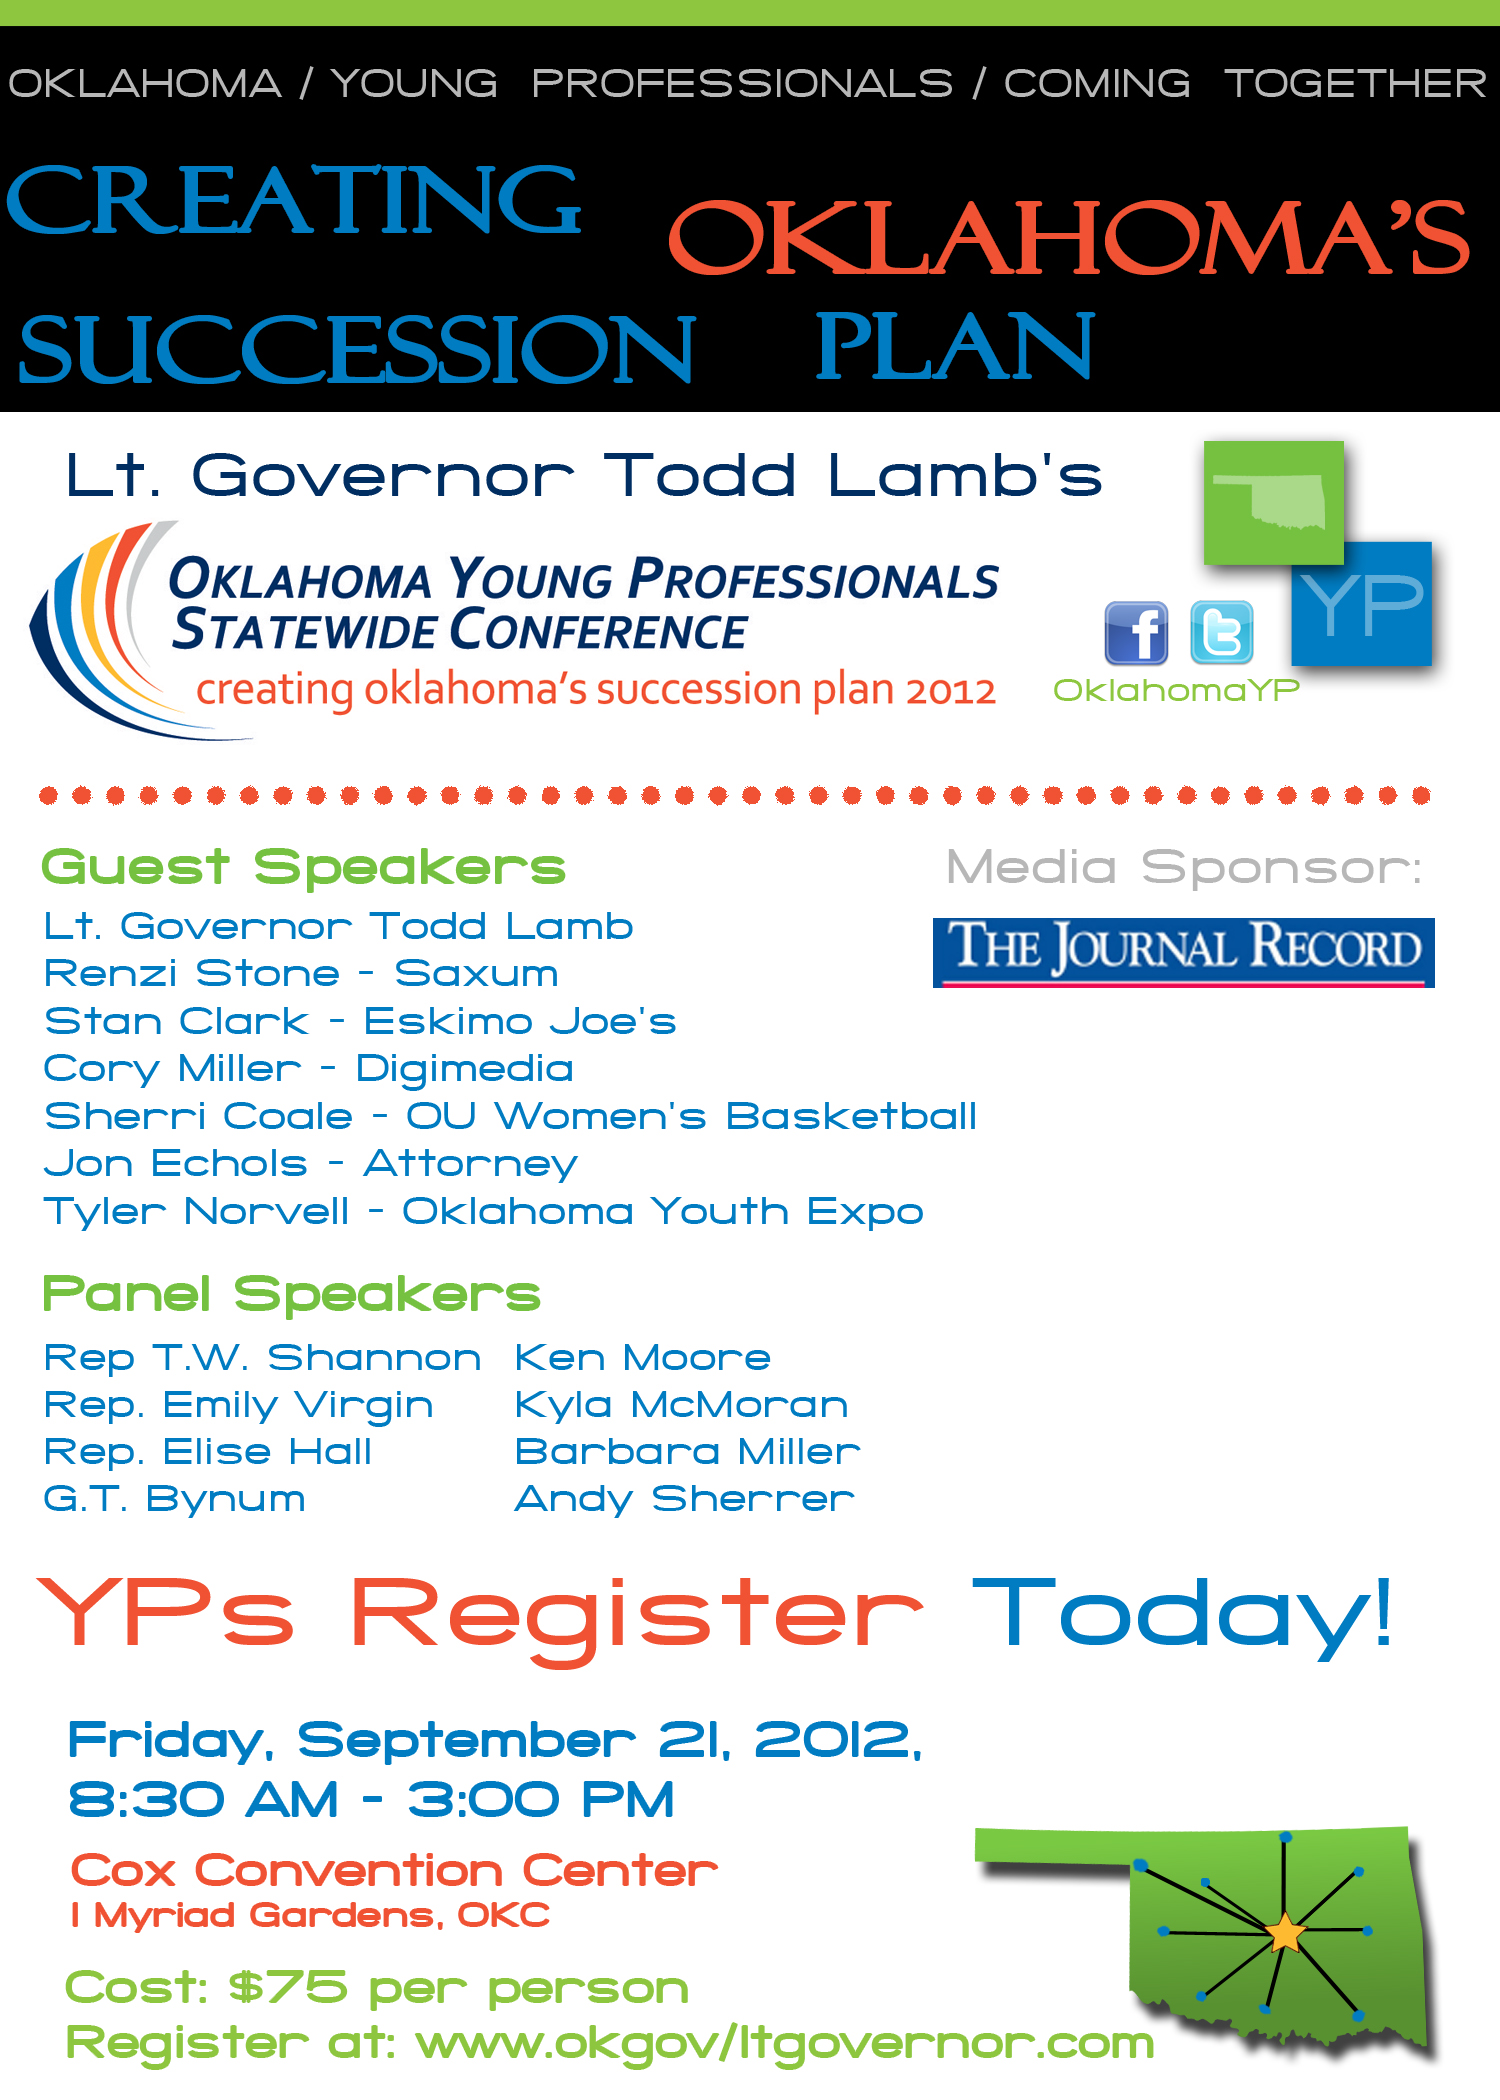 OKLAHOMA / YOUNG PROFESSIONALS / COMING TOGETHER
CREATING OKLAHOMA'S
SUCCESSION PLAN
Lt. Governor Todd Lamb's
OKLAHOMA YOUNG PROFESSIONALS
STATEWIDE CONFERENCE
creating oklahoma's succession plan 2012
YP
f t
OklahomaYP
Guest Speakers
Lt. Governor Todd Lamb
Renzi Stone - Saxum
Stan Clark - Eskimo Joe's
Cory Miller - Digimedia
Sherri Coale - OU Women's Basketball
Jon Echols - Attorney
Tyler Norvell - Oklahoma Youth Expo
Media Sponsor:
THE JOURNAL RECORD
Panel Speakers
Rep T.W. Shannon
Rep. Emily Virgin
Rep. Elise Hall
G.T. Bynum
Ken Moore
Kyla McMoran
Barbara Miller
Andy Sherrer
YPs Register Today!
Friday, September 21, 2012,
8:30 AM - 3:00 PM
Cox Convention Center
1 Myriad Gardens, OKC
Cost: $75 per person
Register at: www.okgov/ltgovernor.com